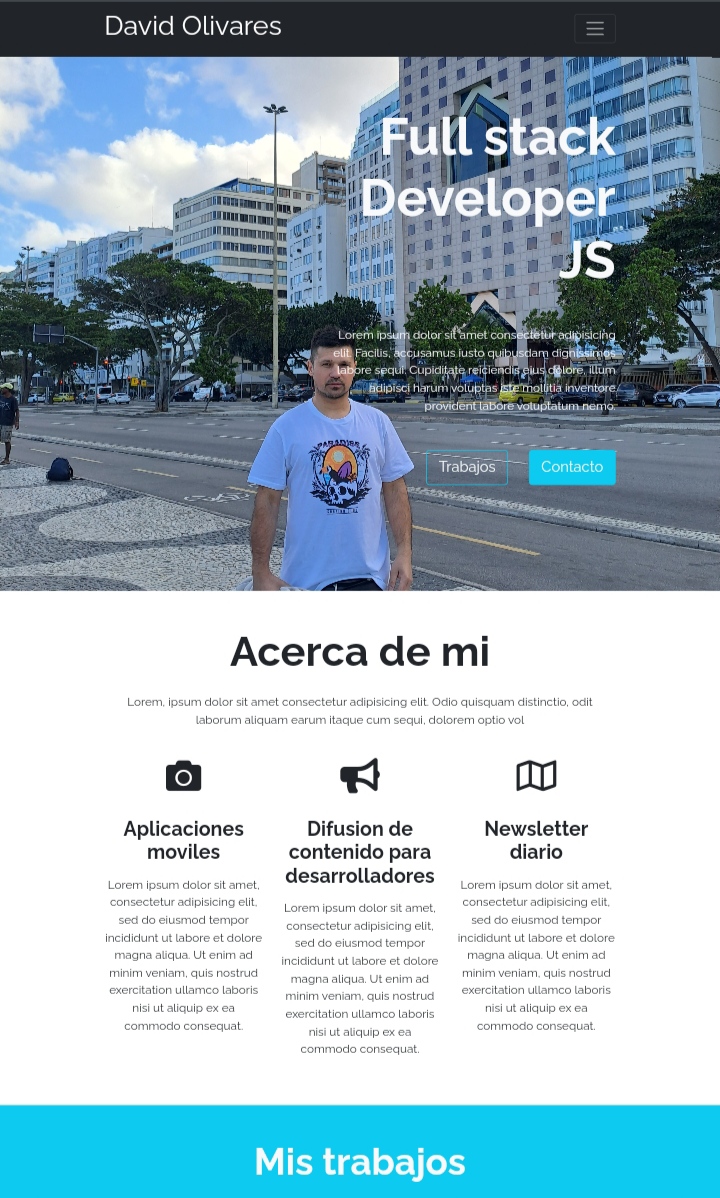 David Olivares
Full stack
Developer
JS
Lorem ipsum dolor sit amet consectetur adipisicing
elit. Facilis, accusamus iusto quibusdam dignissimos
labore sequi. Cupiditate reiciendis eius dolore, illum
adipisci harum voluptas iste mollitia inventore
provident labore voluptatum nemo.
Trabajos
Contacto
PARADISE
Acerca de mi
Lorem, ipsum dolor sit amet consectetur adipisicing elit. Odio quisquam distinctio, odit
laborum aliquam earum itaque cum sequi, dolorem optio vol
Aplicaciones
moviles
Lorem ipsum dolor sit amet,
consectetur adipisicing elit,
sed do eiusmod tempor
incididunt ut labore et dolore
magna aliqua. Ut enim ad
minim veniam, quis nostrud
exercitation ullamco laboris
nisi ut aliquip ex ea
commodo consequat.
Difusion de
contenido para
desarrolladores
Lorem ipsum dolor sit amet,
consectetur adipisicing elit,
sed do eiusmod tempor
incididunt ut labore et dolore
magna aliqua. Ut enim ad
minim veniam, quis nostrud
exercitation ullamco laboris
nisi ut aliquip ex ea
commodo consequat.
Newsletter
diario
Lorem ipsum dolor sit amet,
consectetur adipisicing elit,
sed do eiusmod tempor
incididunt ut labore et dolore
magna aliqua. Ut enim ad
minim veniam, quis nostrud
exercitation ullamco laboris
nisi ut aliquip ex ea
commodo consequat.
Mis trabajos